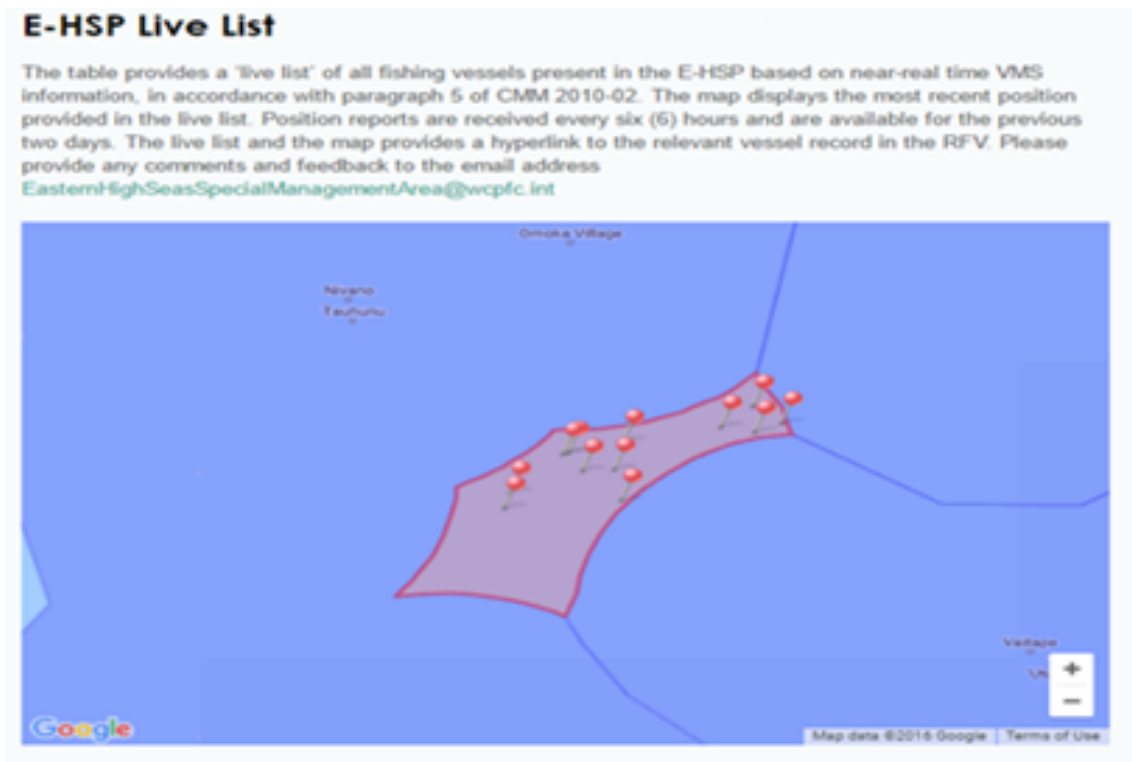 E-HSP Live List
The table provides a 'live list' of all fishing vessels present in the E-HSP based on near-real time VMS
information, in accordance with paragraph 5 of CMM 2010-02. The map displays the most recent position
provided in the live list. Position reports are received every six (6) hours and are available for the previous
two days. The live list and the map provides a hyperlink to the relevant vessel record in the RFV. Please
provide any comments and feedback to the email address
EasternHighSeasSpecialManagementArea@wcpfc.int
Omoka Village
Tauhunu
Vaitape
+
−
Google
Map data ©2016 Google
Terms of Use